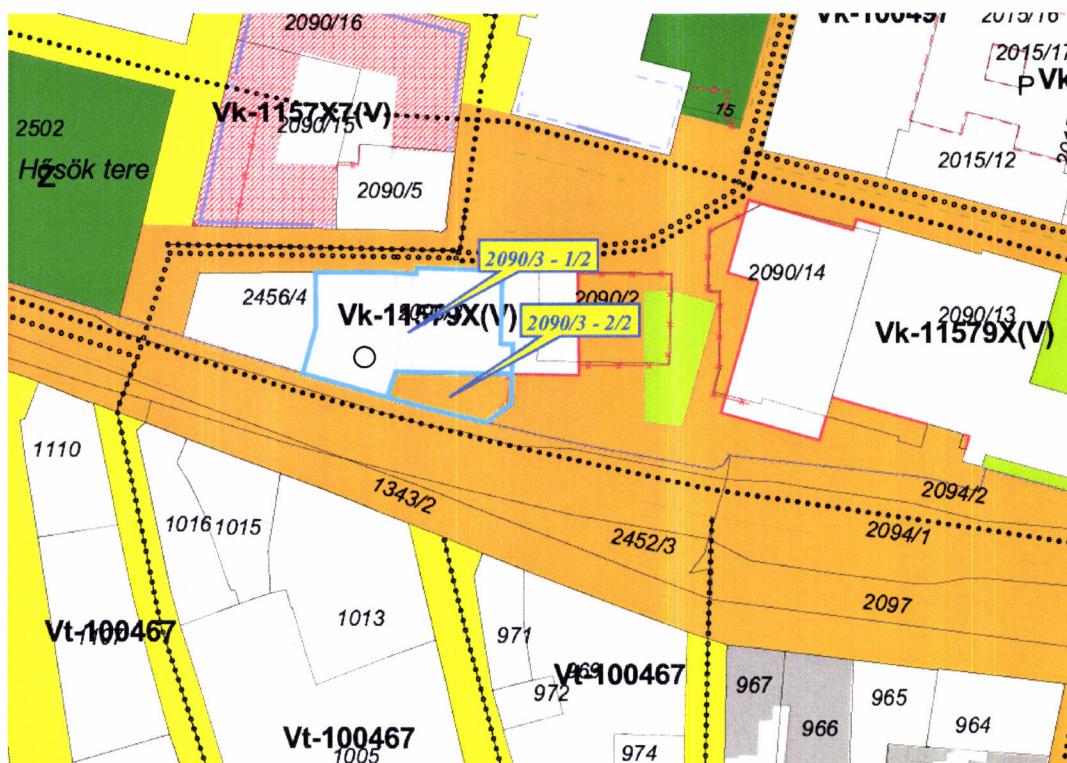 2090/16
Vk-100497
2015/16
2015/17
P
Vk
15
Vk-1157X7(V)
2090/15
2502
Hősök tere
Z
2015/12
2090/5
2090/3 - 1/2
2090/14
2456/4
2090/2
2090/13
Vk-11579X(V)
2090/3 - 2/2
Vk-11579X(V)
1110
1343/2
2094/2
1016
1015
2094/1
2452/3
2097
1013
971
Vt-100467
969
Vt-100467
972
967
965
966
964
Vt-100467
1005
974